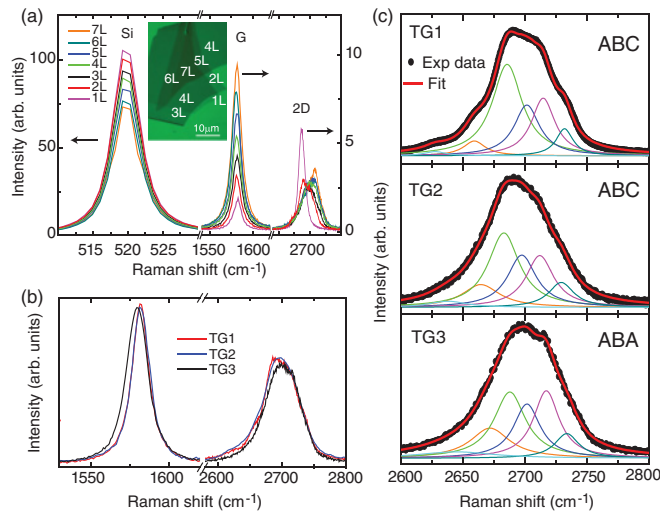 (a)
Si
G
2D
7L
6L
5L
4L
3L
2L
1L
4L
5L
6L
7L
2L
4L
1L
3L
10μm
100
50
0
10
5
0
Intensity (arb. units)
515 520 525 1550 1600 2700
Raman shift (cm-1)
(b)
TG1
TG2
TG3
Intensity (arb. units)
1550 1600 2600 2700 2800
Raman shift (cm-1)
(c)
TG1
ABC
Exp data
Fit
TG2
ABC
TG3
ABA
Intensity (arb. units)
2600 2650 2700 2750 2800
Raman shift (cm-1)